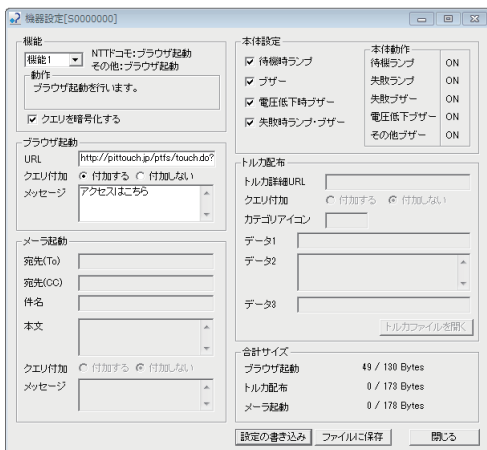 機器設定[S0000000]
機能
機能1
NTTドコモ:ブラウザ起動
その他:ブラウザ起動
動作
ブラウザ起動を行います。
クエリを暗号化する
ブラウザ起動
URL
http://pittouch.jp/ptfs/touch.do?
クエリ付加
付加する
付加しない
メッセージ
アクセスはこちら
メーラ起動
宛先(To)
宛先(CC)
件名
本文
クエリ付加
付加する
付加しない
メッセージ
本体設定
待機時ランプ
ブザー
電圧低下時ブザー
失敗時ランプ・ブザー
本体動作
待機ランプ ON
失敗ランプ ON
失敗ブザー ON
電圧低下ブザー ON
その他ブザー ON
トルカ配布
トルカ詳細URL
クエリ付加
付加する
付加しない
カテゴリアイコン
データ1
データ2
データ3
トルカファイルを開く
合計サイズ
ブラウザ起動 49 / 130 Bytes
トルカ配布 0 / 173 Bytes
メーラ起動 0 / 178 Bytes
設定の書き込み
ファイルに保存
閉じる